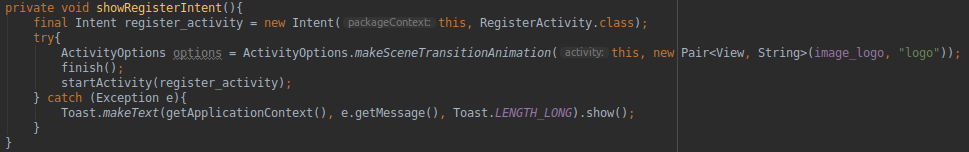 private void showRegisterIntent(){
final Intent register_activity = new Intent( packageContext: this, RegisterActivity.class);
try{
ActivityOptions options = ActivityOptions.makeSceneTransitionAnimation( activity: this, new Pair<View, String>(image_logo, "logo"));
finish();
startActivity(register_activity);
} catch (Exception e){
Toast.makeText(getApplicationContext(), e.getMessage(), Toast.LENGTH_LONG).show();
}
}